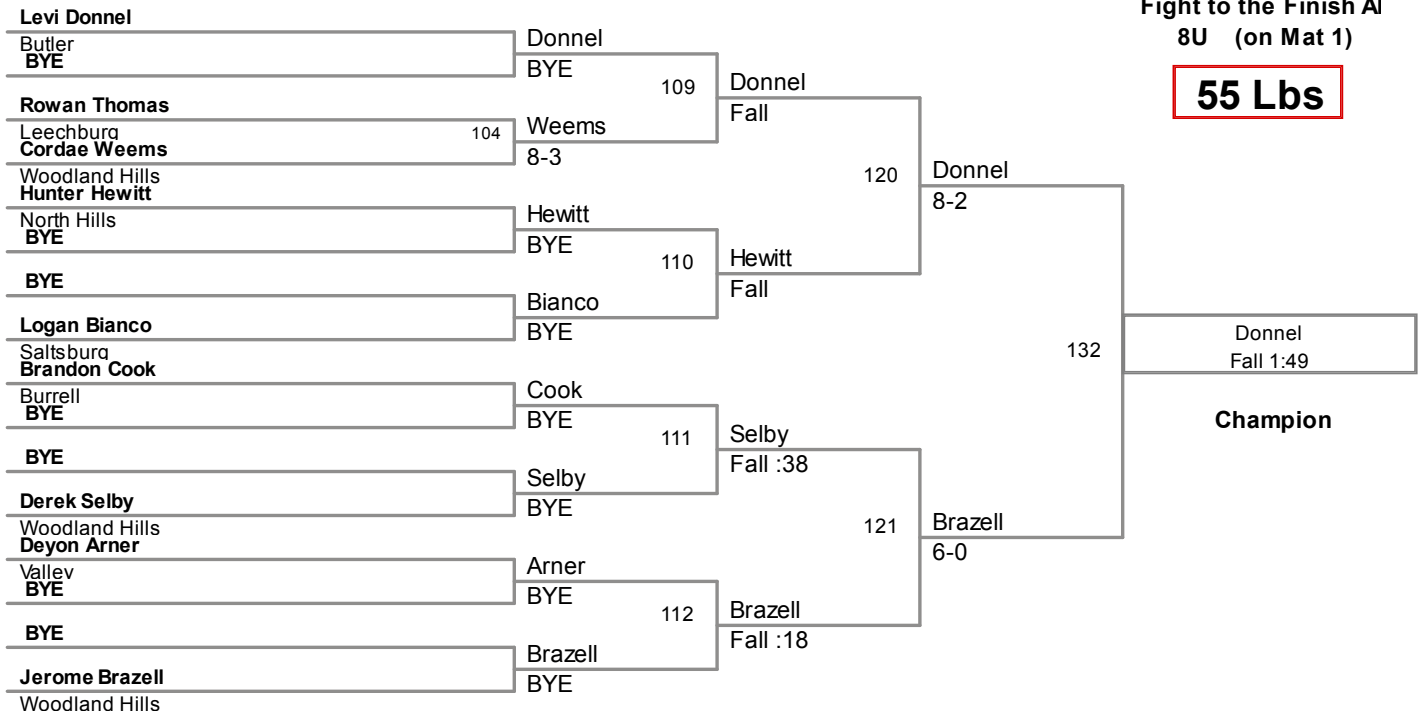 Fight to the Finish
8U (on Mat 1)
55 Lbs
Levi Donnel
Butler
BYE
Rowan Thomas
Leechburg
Cordae Weems
Woodland Hills
Hunter Hewitt
North Hills
BYE
BYE
Logan Bianco
Saltsburg
Brandon Cook
Burrell
BYE
BYE
Derek Selby
Woodland Hills
Deyon Arner
Valley
BYE
BYE
Jerome Brazell
Woodland Hills
104
Donnel
BYE
Weems
8-3
Hewitt
BYE
Bianco
BYE
Cook
BYE
Selby
BYE
Arner
BYE
Brazell
BYE
109
110
111
112
Donnel
Fall
Hewitt
Fall
Selby
Fall :38
Brazell
Fall :18
120
121
Donnel
8-2
Brazell
6-0
132
Donnel
Fall 1:49
Champion